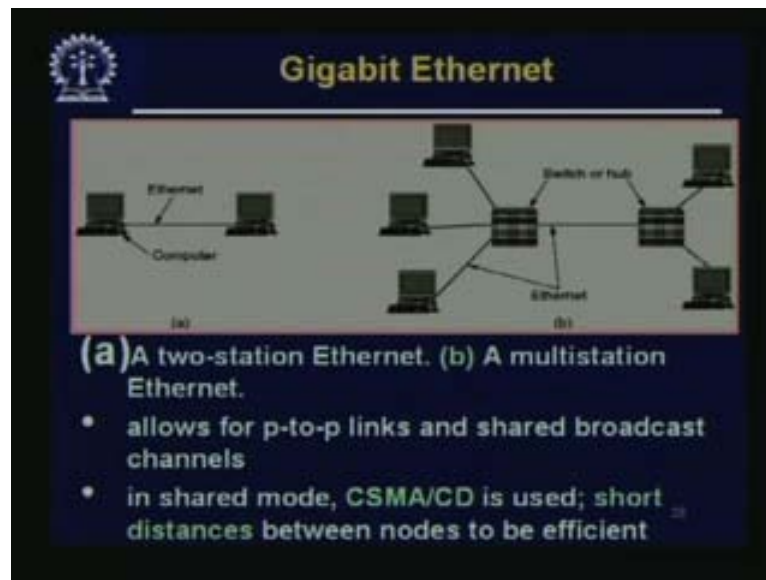 Gigabit Ethernet
Ethernet
Computer
(a)
Switch or hub
Ethernet
(b)
(a)A two-station Ethernet. (b) A multistation
Ethernet.
• allows for p-to-p links and shared broadcast
channels
• in shared mode, CSMA/CD is used; short
distances between nodes to be efficient